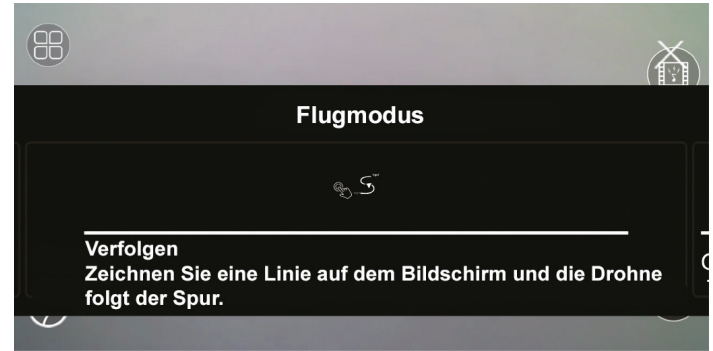 Flugmodus
Verfolgen
Zeichnen Sie eine Linie auf dem Bildschirm und die Drohne
folgt der Spur.